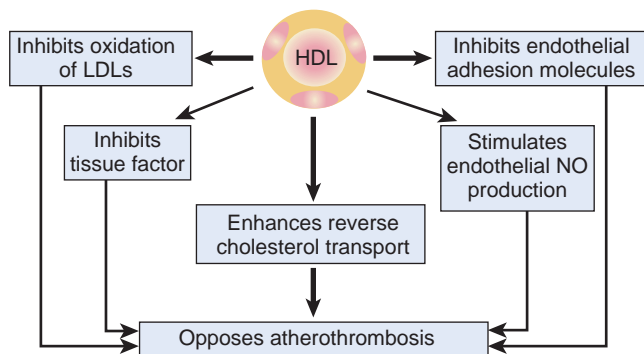 Inhibits oxidation
of LDLs
HDL
Inhibits endothelial
adhesion molecules
Inhibits
tissue factor
Stimulates
endothelial NO
production
Enhances reverse
cholesterol transport
Opposes atherothrombosis